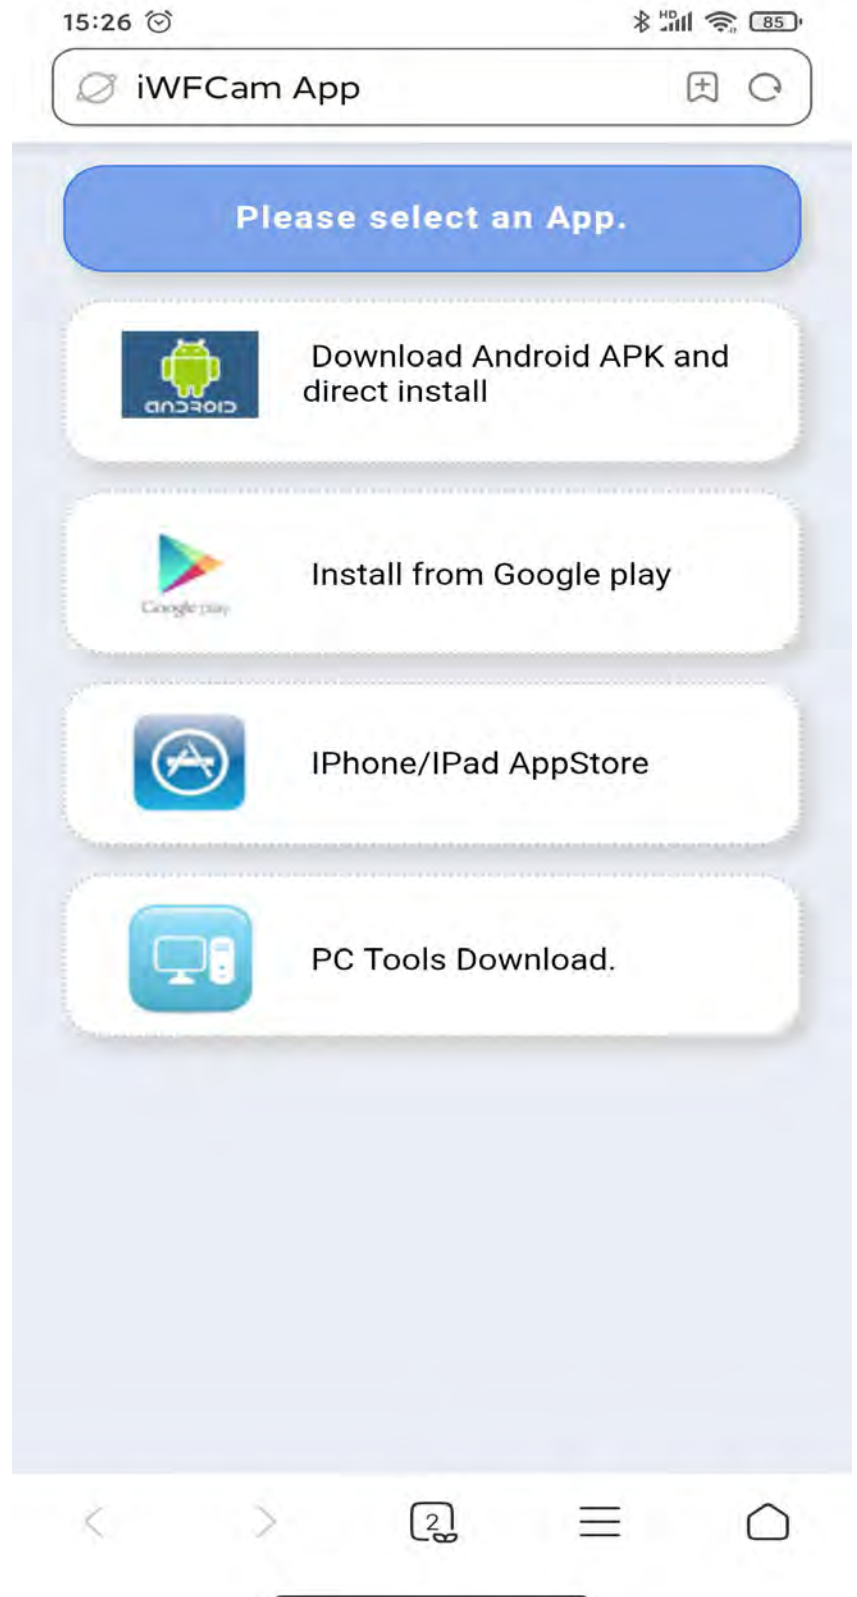 15:26
HD
85
iWFCam App
Please select an App.
Download Android APK and
direct install
ANDROID
Install from Google play
Google play
IPhone/IPad AppStore
PC Tools Download.
2